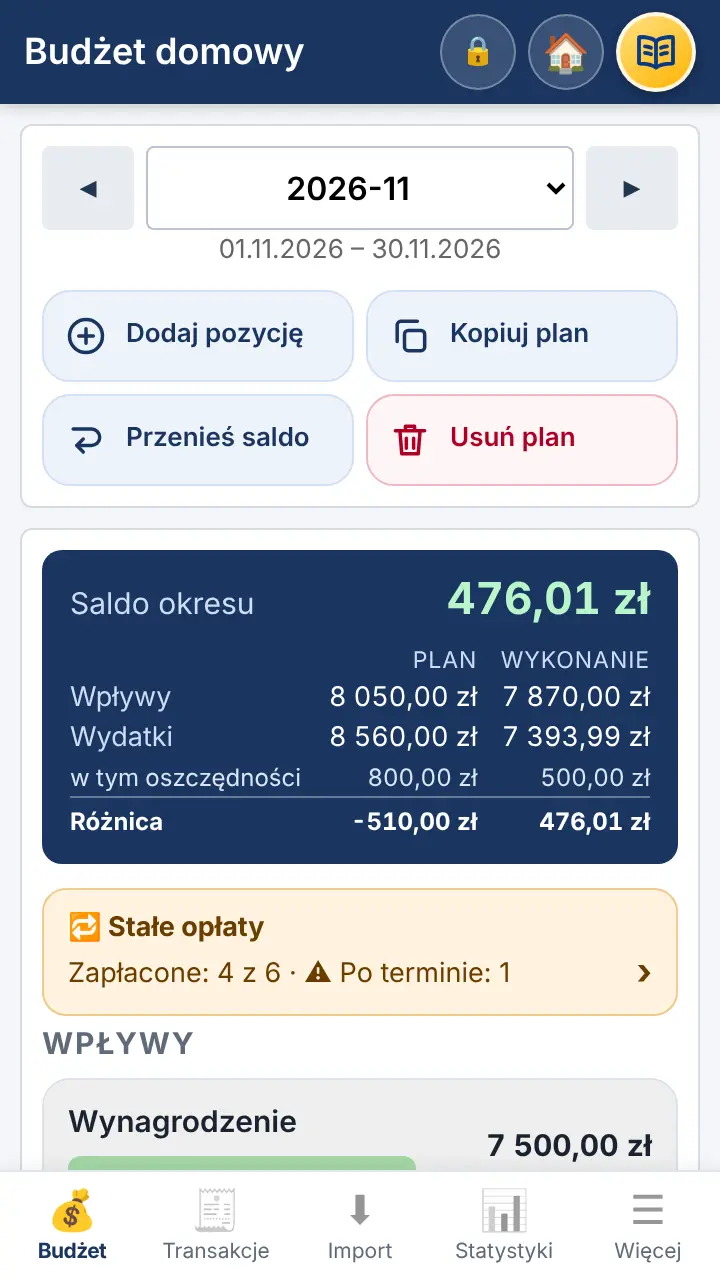 Budżet domowy
2026-11
01.11.2026 – 30.11.2026
Dodaj pozycję
Kopiuj plan
Przenieś saldo
Usuń plan
Saldo okresu 476,01 zł
PLAN WYKONANIE
Wpływy 8 050,00 zł 7 870,00 zł
Wydatki 8 560,00 zł 7 393,99 zł
w tym oszczędności 800,00 zł 500,00 zł
Różnica -510,00 zł 476,01 zł
Stałe opłaty
Zapłacone: 4 z 6 · ⚠ Po terminie: 1
WPŁYWY
Wynagrodzenie
7 500,00 zł
Budżet Transakcje Import Statystyki Więcej